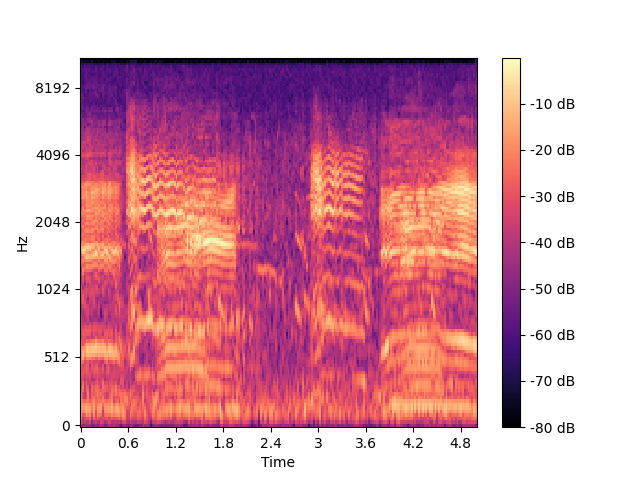 8192
4096
2048
1024
512
0
Hz
0 0.6 1.2 1.8 2.4 3 3.6 4.2 4.8
Time
-10 dB
-20 dB
-30 dB
-40 dB
-50 dB
-60 dB
-70 dB
-80 dB